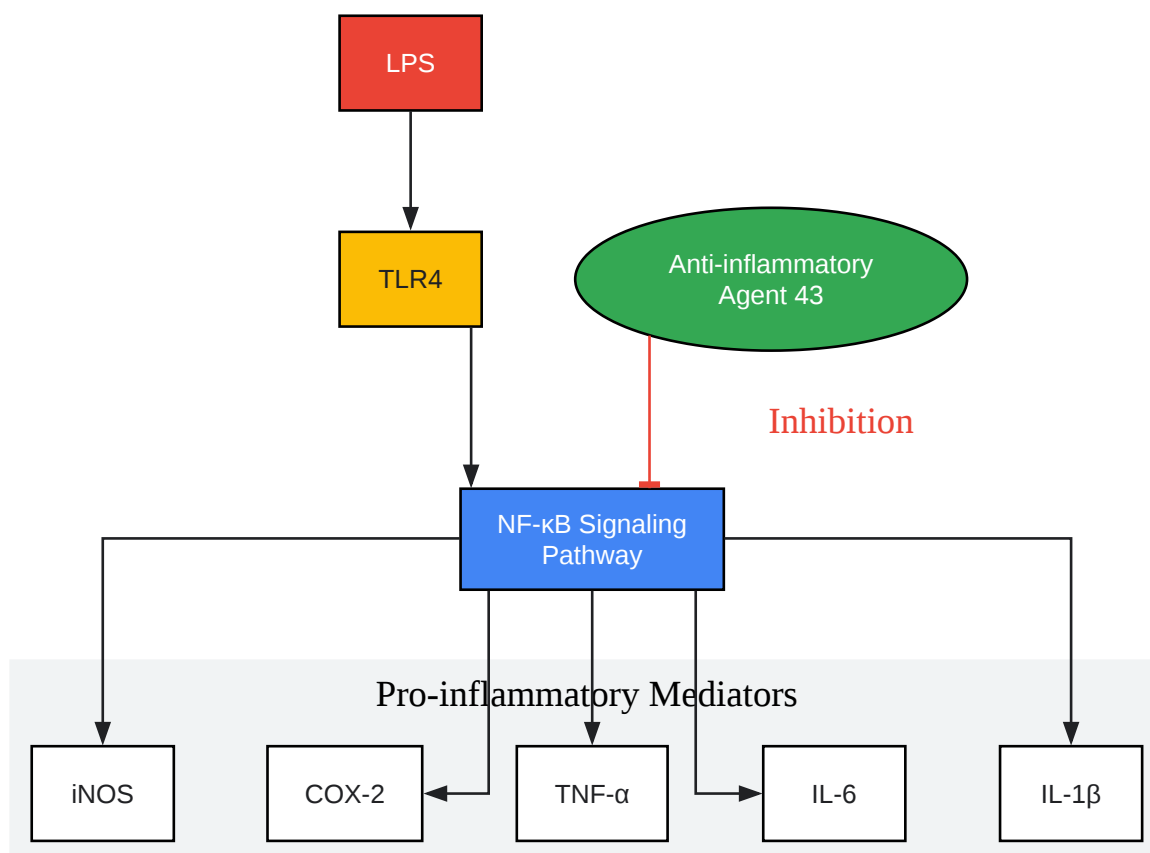 LPS
TLR4
Anti-inflammatory
Agent 43
Inhibition
NF-κB Signaling
Pathway
Pro-inflammatory Mediators
iNOS
COX-2
TNF-α
IL-6
IL-1β